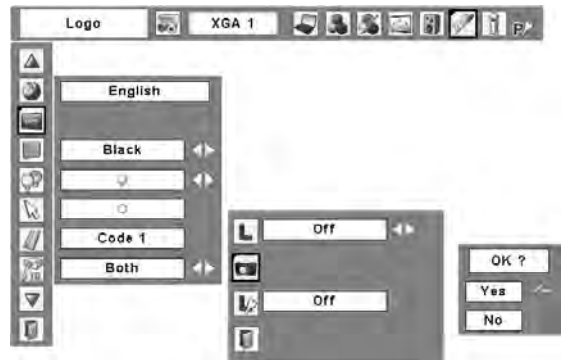 Logo XGA 1 P
English
Black
Code 1
Both
Off
Off
OK ?
Yes
No